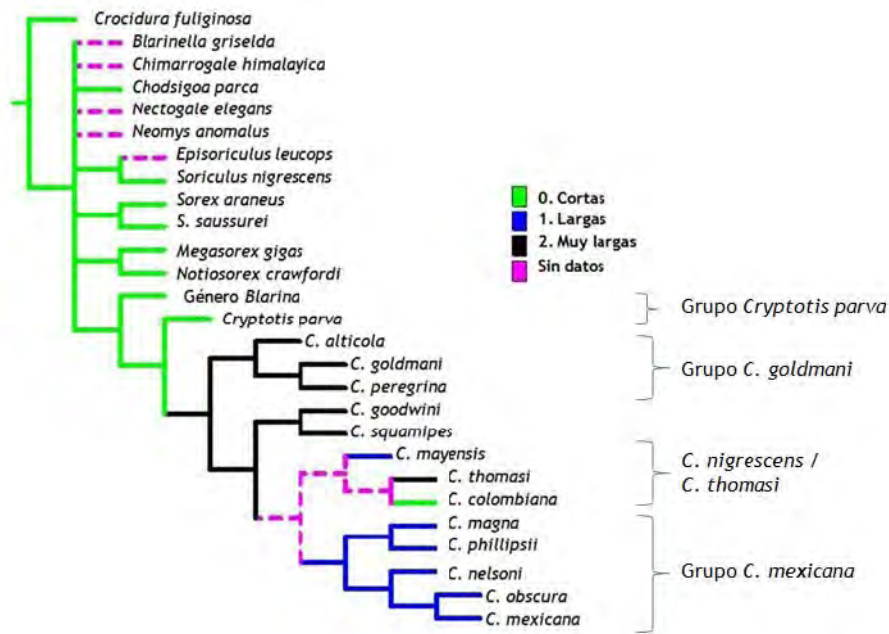 Crocidura fuliginosa
Blarinella griselda
Chimarrogale himalayica
Chodsigoa parca
Nectogale elegans
Neomys anomalus
Episoriculus leucops
Soriculus nigrescens
Sorex araneus
S. saussurei
Megasorex gigas
Notiosorex crawfordi
Género Blarina
Cryptotis parva
C. alticola
C. goldmani
C. peregrina
C. goodwini
C. squamipes
C. mayensis
C. thomasi
C. colombiana
C. magna
C. phillipsii
C. nelsoni
C. obscura
C. mexicana
0. Cortas
1. Largas
2. Muy largas
Sin datos
Grupo Cryptotis parva
Grupo C. goldmani
C. nigrescens /
C. thomasi
Grupo C. mexicana